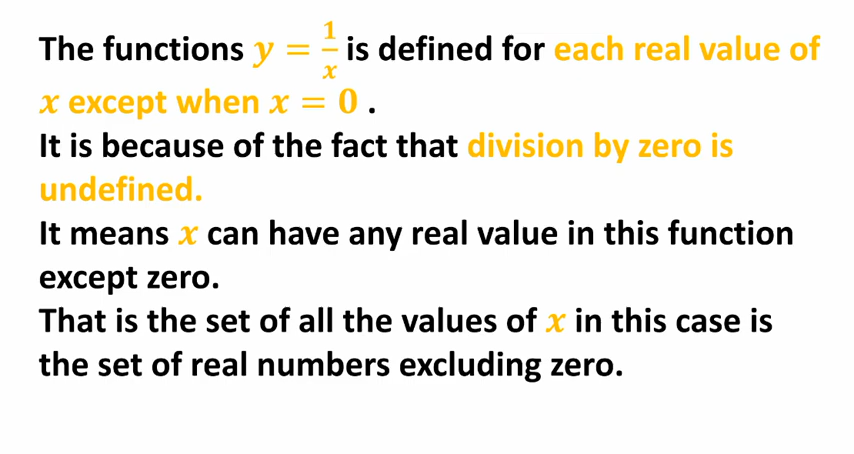 The functions y = 1/x is defined for each real value of
x except when x = 0 .
It is because of the fact that division by zero is
undefined.
It means x can have any real value in this function
except zero.
That is the set of all the values of x in this case is
the set of real numbers excluding zero.